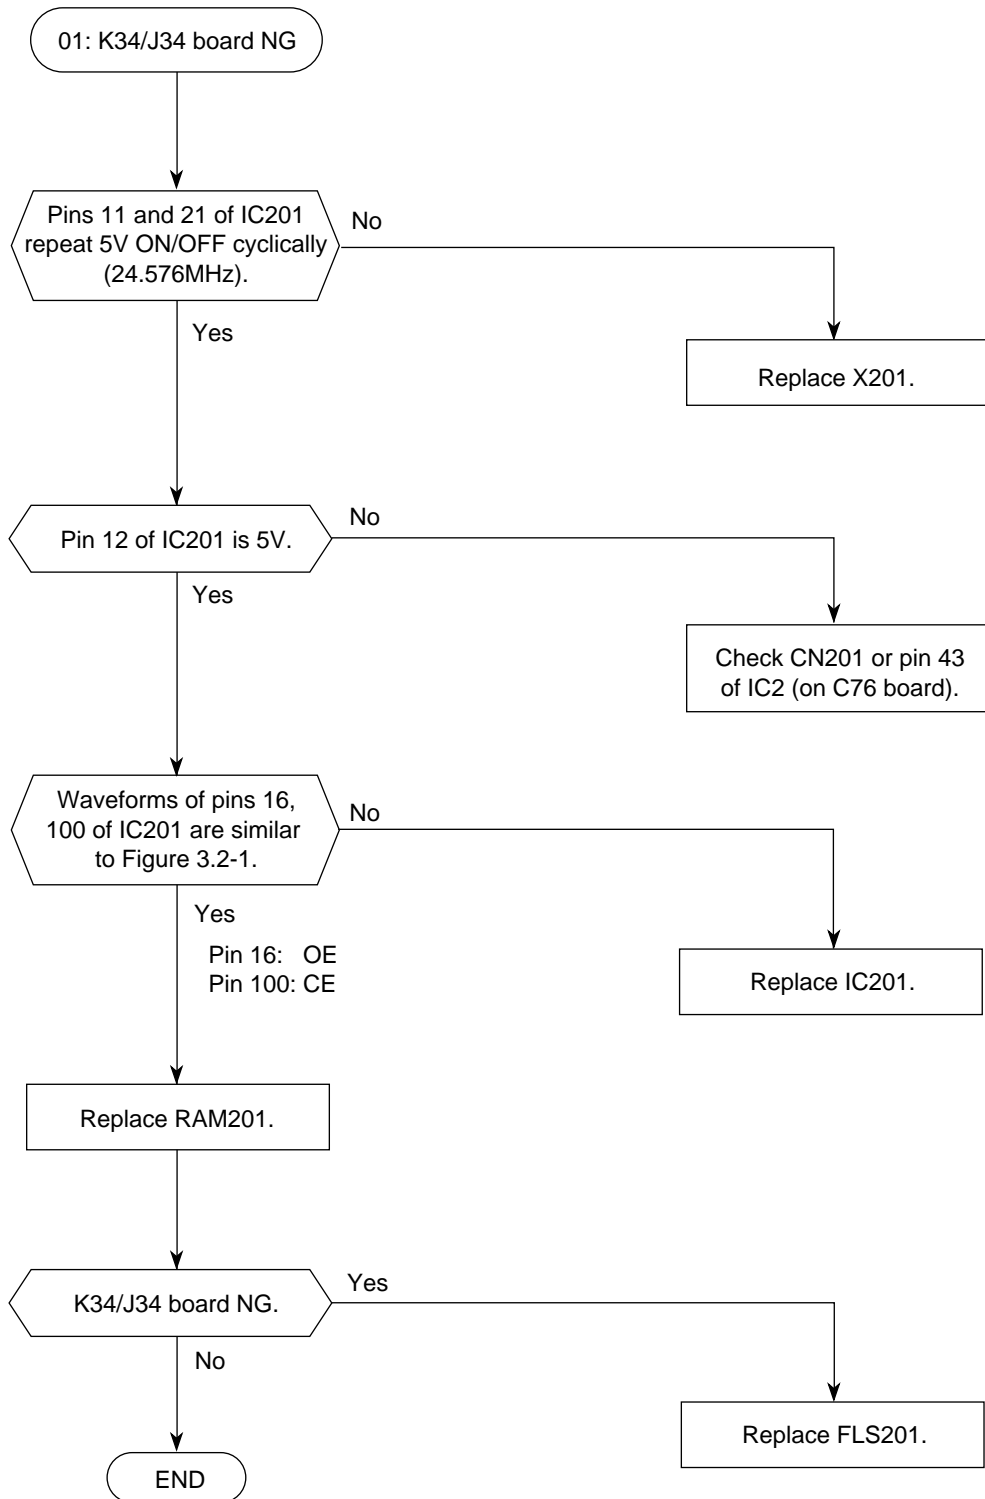 01: K34/J34 board NG
Pins 11 and 21 of IC201
repeat 5V ON/OFF cyclically
(24.576MHz).
No
Yes
Replace X201.
Pin 12 of IC201 is 5V.
No
Yes
Check CN201 or pin 43
of IC2 (on C76 board).
Waveforms of pins 16,
100 of IC201 are similar
to Figure 3.2-1.
No
Yes
Pin 16: OE
Pin 100: CE
Replace IC201.
Replace RAM201.
K34/J34 board NG.
Yes
No
Replace FLS201.
END